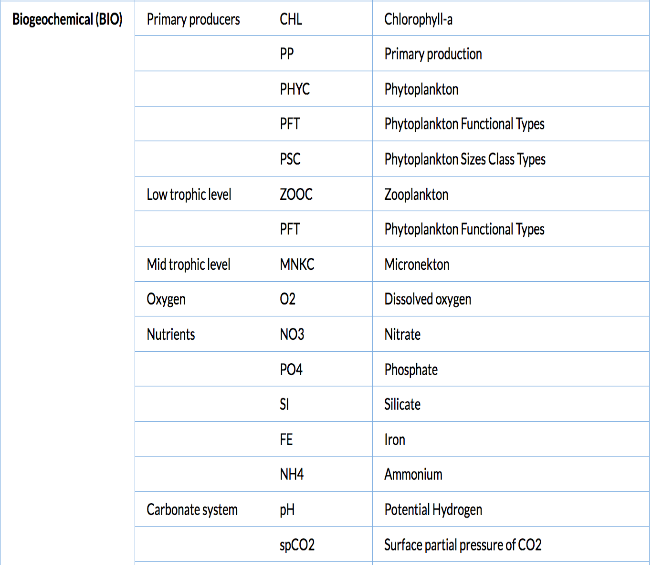 Biogeochemical (BIO) Primary producers CHL Chlorophyll-a
PP Primary production
PHYC Phytoplankton
PFT Phytoplankton Functional Types
PSC Phytoplankton Sizes Class Types
Low trophic level ZOOC Zooplankton
PFT Phytoplankton Functional Types
Mid trophic level MNKC Micronekton
Oxygen O2 Dissolved oxygen
Nutrients NO3 Nitrate
PO4 Phosphate
SI Silicate
FE Iron
NH4 Ammonium
Carbonate system pH Potential Hydrogen
spCO2 Surface partial pressure of CO2